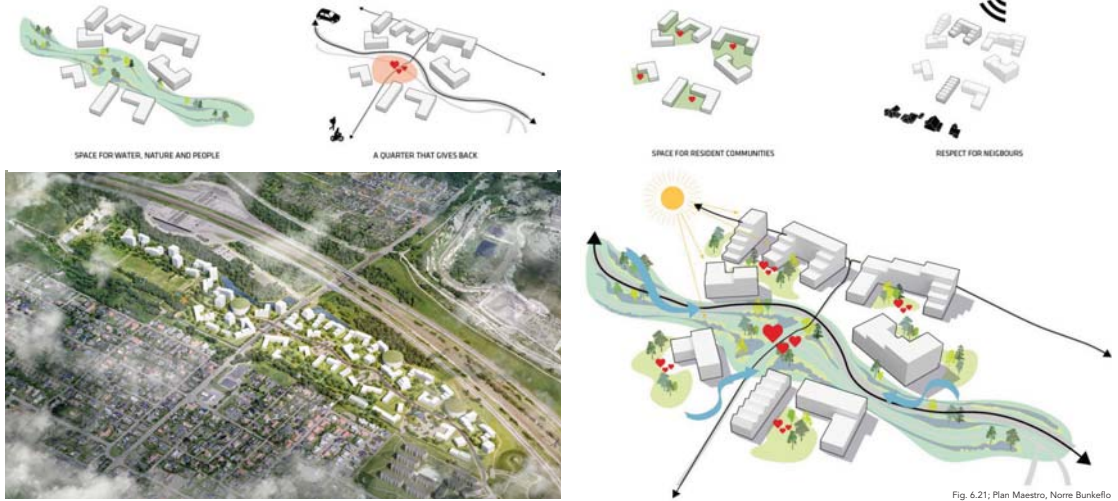 SPACE FOR WATER, NATURE AND PEOPLE
A QUARTER THAT GIVES BACK
SPACE FOR RESIDENT COMMUNITIES
RESPECT FOR NEIGBOURS
Fig. 6.21; Plan Maestro, Norre Bunkeflo